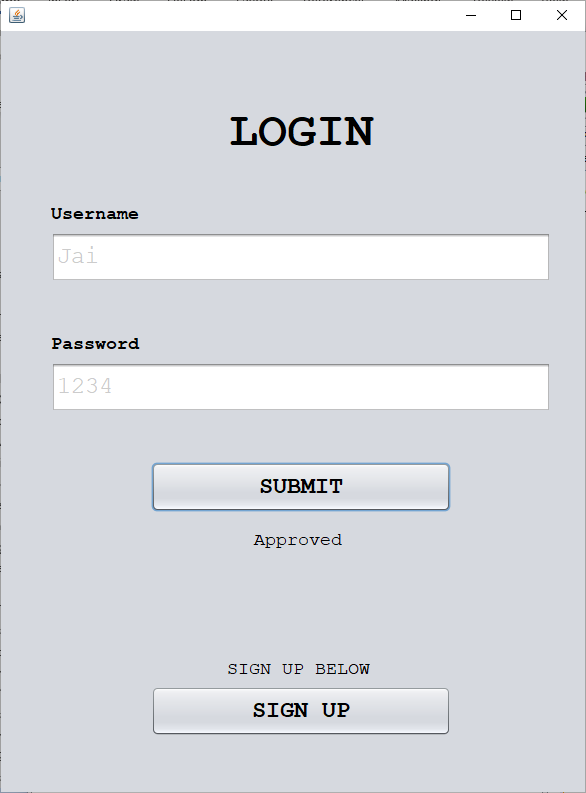 LOGIN
Username
Jai
Password
1234
SUBMIT
Approved
SIGN UP BELOW
SIGN UP